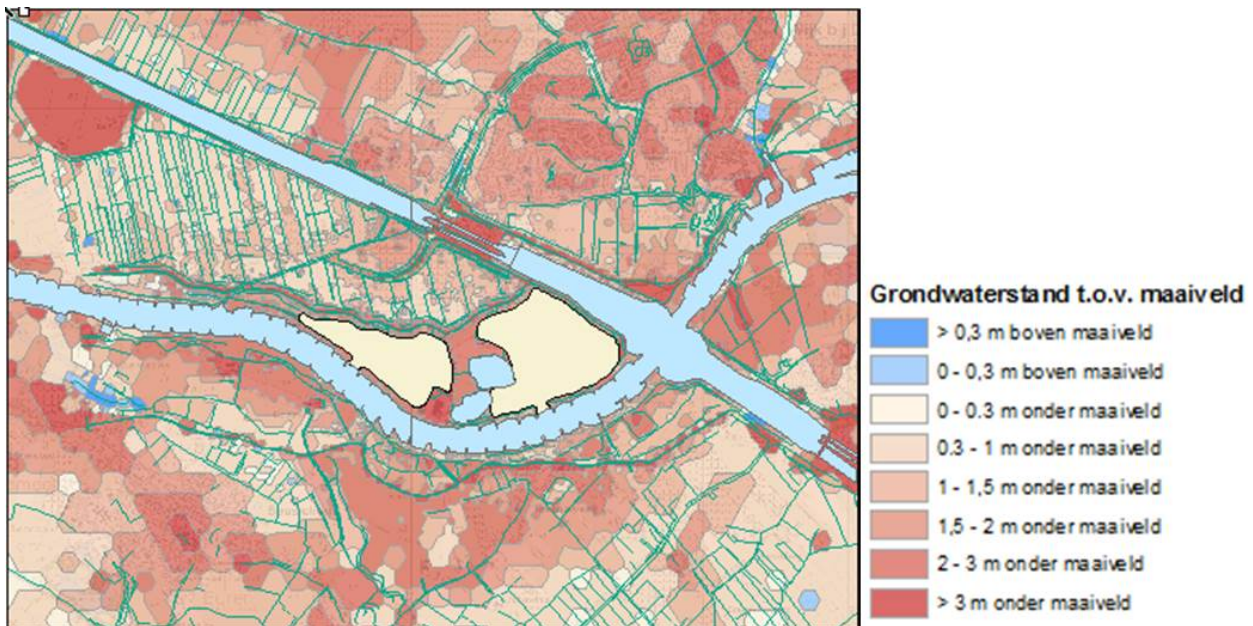 Grondwaterstand t.o.v. maaiveld
> 0,3 m boven maaiveld
0 - 0,3 m boven maaiveld
0 - 0.3 m onder maaiveld
0.3 - 1 m onder maaiveld
1 - 1,5 m onder maaiveld
1,5 - 2 m onder maaiveld
2 - 3 m onder maaiveld
> 3 m onder maaiveld